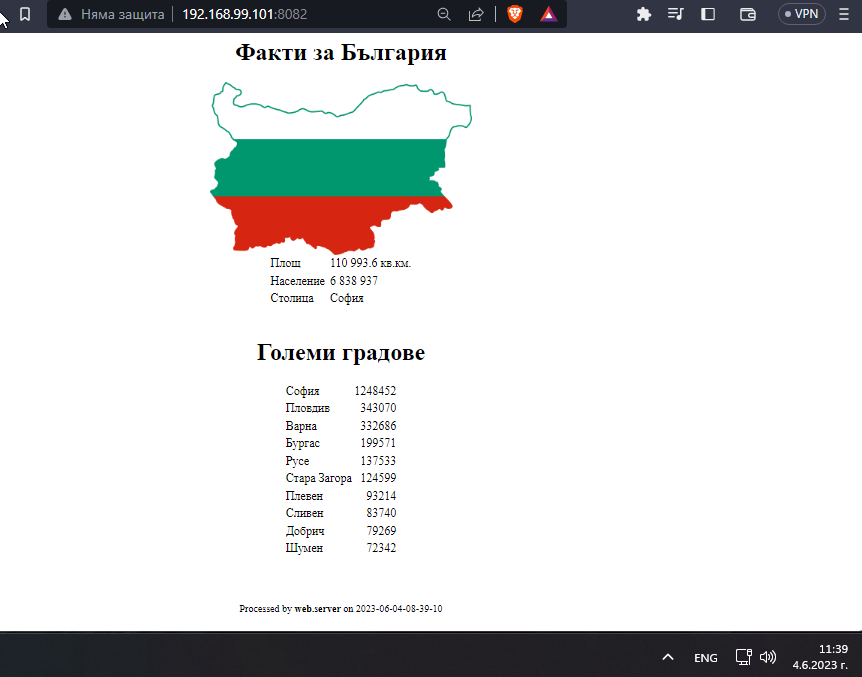 Няма защита 192.168.99.101:8082 VPN
Факти за България
Площ 110 993.6 кв.км.
Население 6 838 937
Столица София
Големи градове
София 1248452
Пловдив 343070
Варна 332686
Бургас 199571
Русе 137533
Стара Загора 124599
Плевен 93214
Сливен 83740
Добрич 79269
Шумен 72342
Processed by web.server on 2023-06-04-08-39-10
ENG
11:39
4.6.2023 г.